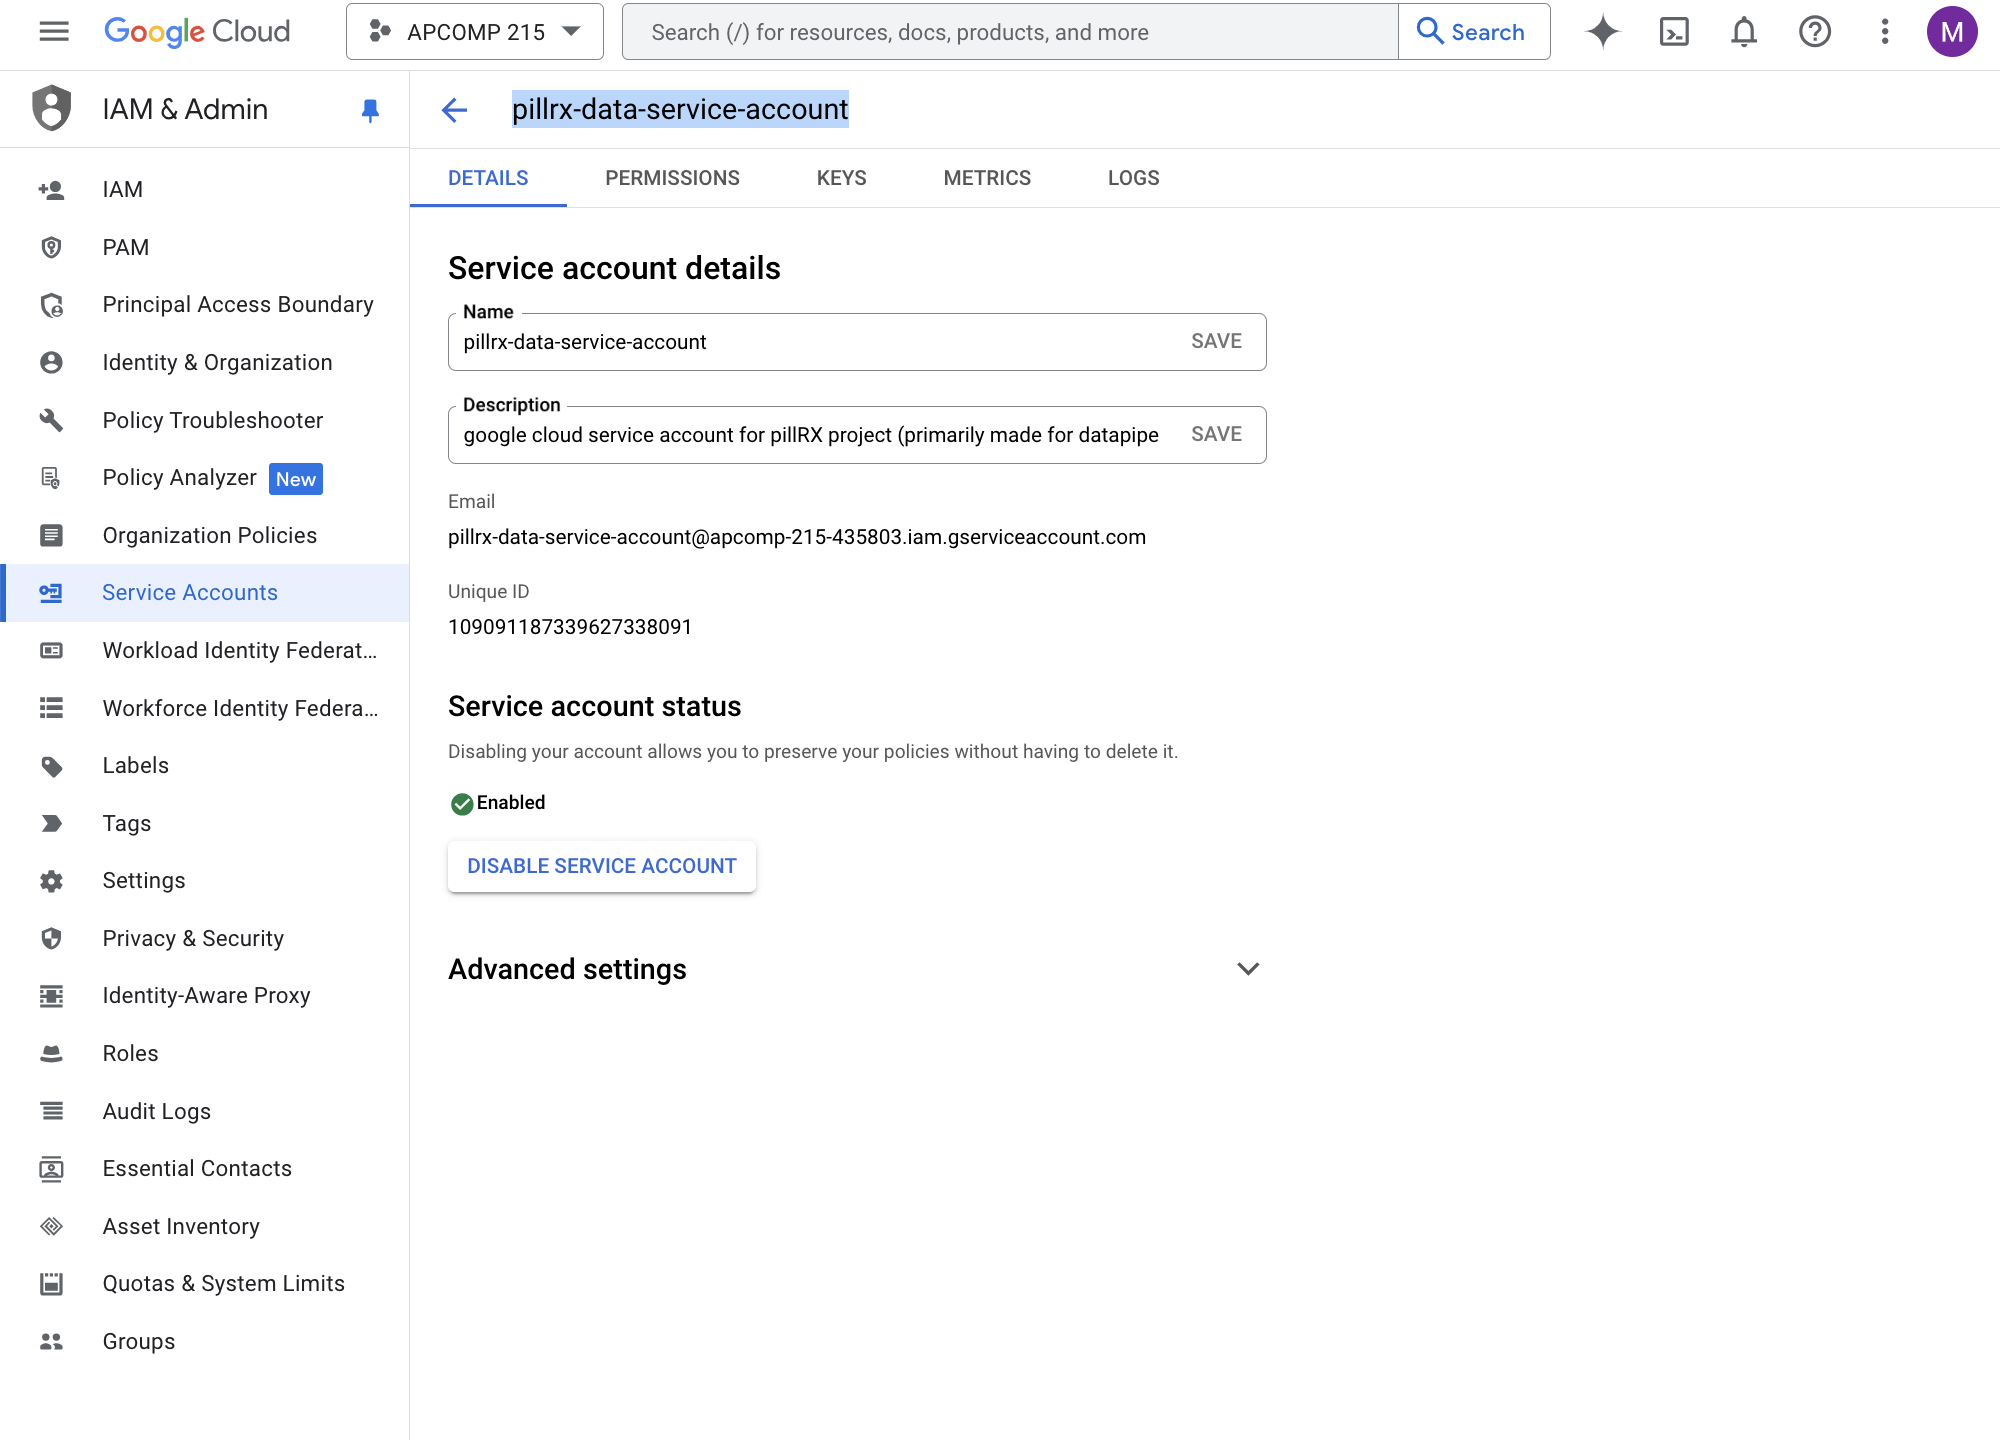 Google Cloud
APCOMP 215
Search (/) for resources, docs, products, and more
Search
M
IAM & Admin
pillrx-data-service-account
IAM
PAM
Principal Access Boundary
Identity & Organization
Policy Troubleshooter
Policy Analyzer New
Organization Policies
Service Accounts
Workload Identity Federat...
Workforce Identity Federa...
Labels
Tags
Settings
Privacy & Security
Identity-Aware Proxy
Roles
Audit Logs
Essential Contacts
Asset Inventory
Quotas & System Limits
Groups
DETAILS PERMISSIONS KEYS METRICS LOGS
Service account details
Name
pillrx-data-service-account SAVE
Description
google cloud service account for pillRX project (primarily made for datapipe SAVE
Email
pillrx-data-service-account@apcomp-215-435803.iam.gserviceaccount.com
Unique ID
109091187339627338091
Service account status
Disabling your account allows you to preserve your policies without having to delete it.
Enabled
DISABLE SERVICE ACCOUNT
Advanced settings